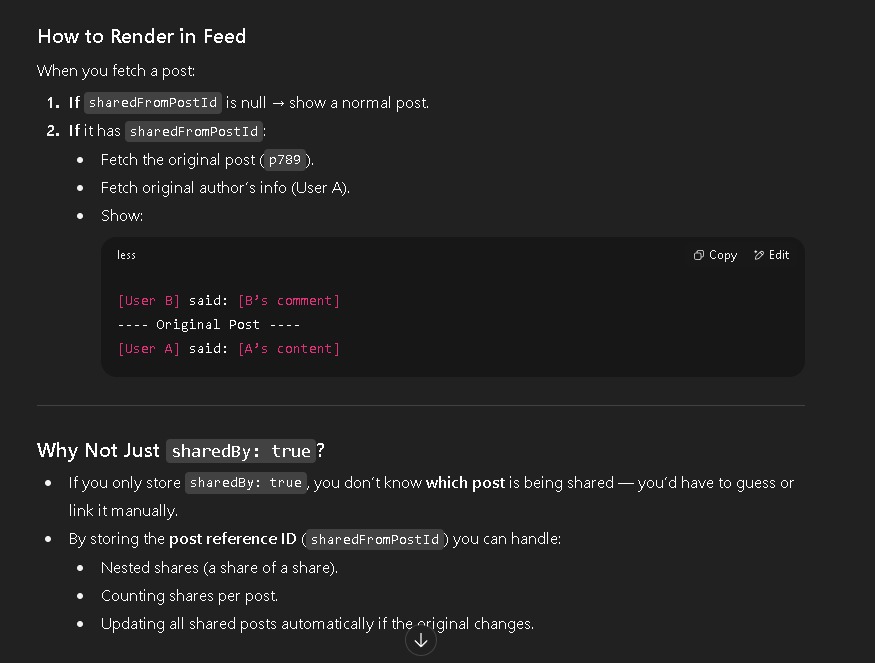 How to Render in Feed
When you fetch a post:
1. If sharedFromPostId is null → show a normal post.
2. If it has sharedFromPostId:
• Fetch the original post (p789).
• Fetch original author's info (User A).
• Show:
less Copy Edit
[User B] said: [B’s comment]
---- Original Post ----
[User A] said: [A’s content]
Why Not Just sharedBy: true?
• If you only store sharedBy: true, you don’t know which post is being shared — you’d have to guess or
link it manually.
• By storing the post reference ID (sharedFromPostId) you can handle:
• Nested shares (a share of a share).
• Counting shares per post.
• Updating all shared posts automatically if the original changes.